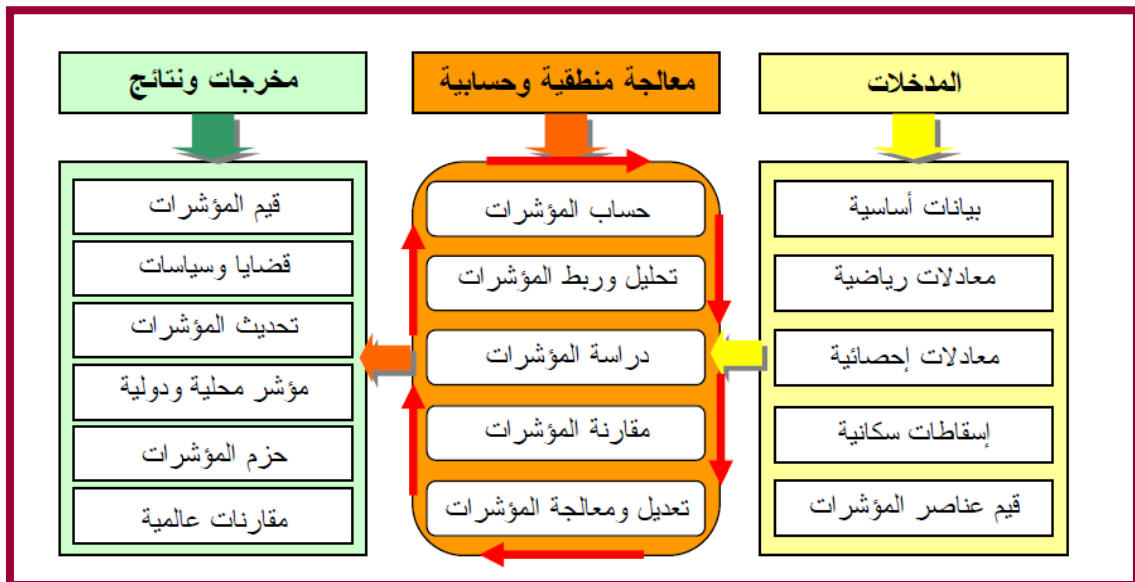 المدخلات
بيانات أساسية
معادلات رياضية
معادلات إحصائية
إسقاطات سكانية
قيم عناصر المؤشرات
معالجة منطقية وحسابية
حساب المؤشرات
تحليل وربط المؤشرات
دراسة المؤشرات
مقارنة المؤشرات
تعديل ومعالجة المؤشرات
مخرجات ونتائج
قيم المؤشرات
قضايا وسياسات
تحديث المؤشرات
مؤشر محلية ودولية
حزم المؤشرات
مقارنات عالمية